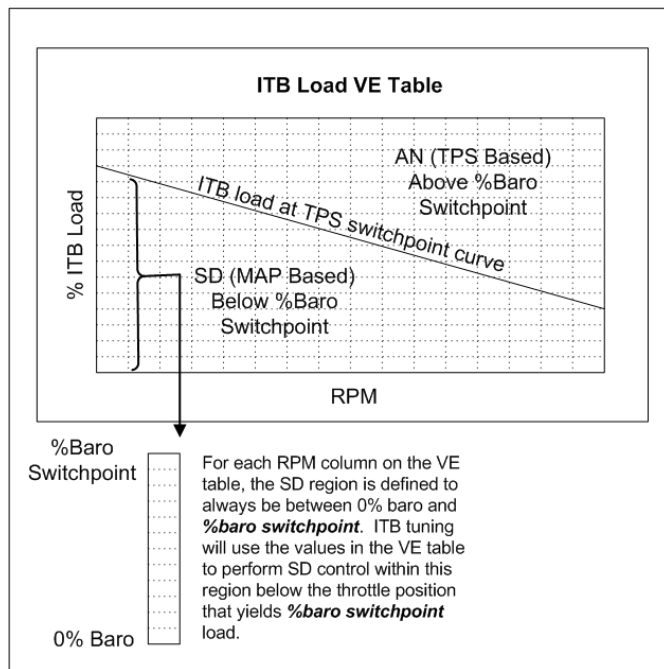 ITB Load VE Table
% ITB Load
AN (TPS Based)
Above %Baro
Switchpoint
ITB load at TPS switchpoint curve
SD (MAP Based)
Below %Baro
Switchpoint
RPM
%Baro
Switchpoint
0% Baro
For each RPM column on the VE
table, the SD region is defined to
always be between 0% baro and
%baro switchpoint. ITB tuning
will use the values in the VE table
to perform SD control within this
region below the throttle position
that yields %baro switchpoint
load.